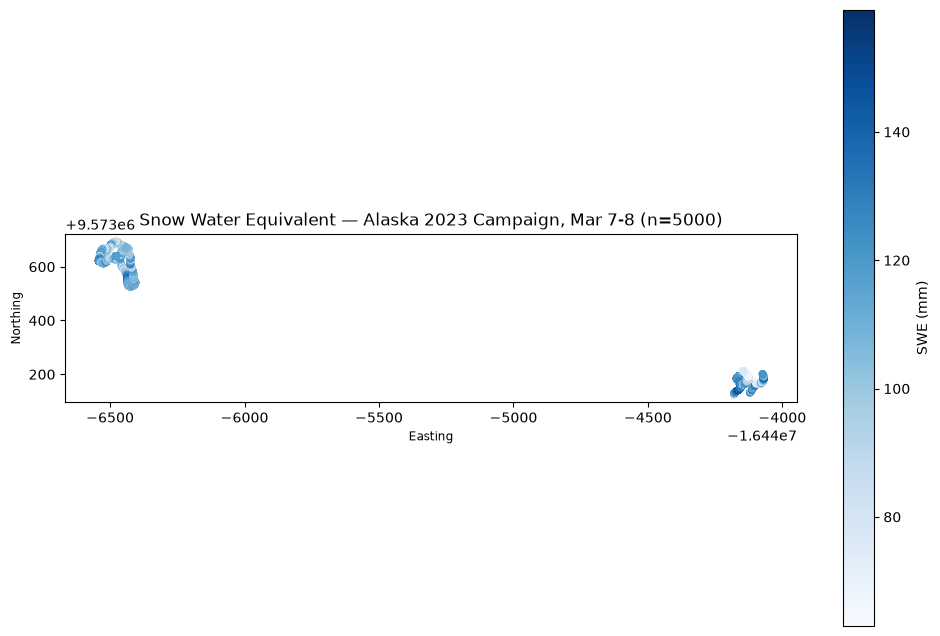 +9.573e6
Snow Water Equivalent — Alaska 2023 Campaign, Mar 7-8 (n=5000)
Northing
600
400
200
−6500 −6000 −5500 −5000 −4500 −4000
Easting
−1.644e7
140
120
100
80
SWE (mm)